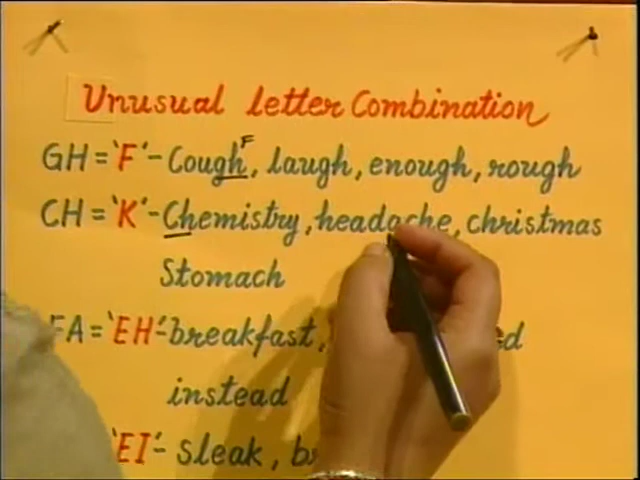 Unusual letter Combination
F
GH = 'F' - Cough, laugh, enough, rough
CH = 'K' - Chemistry, headache, christmas
Stomach
EA = 'EH' - breakfast,
instead
'EI' - sleak,